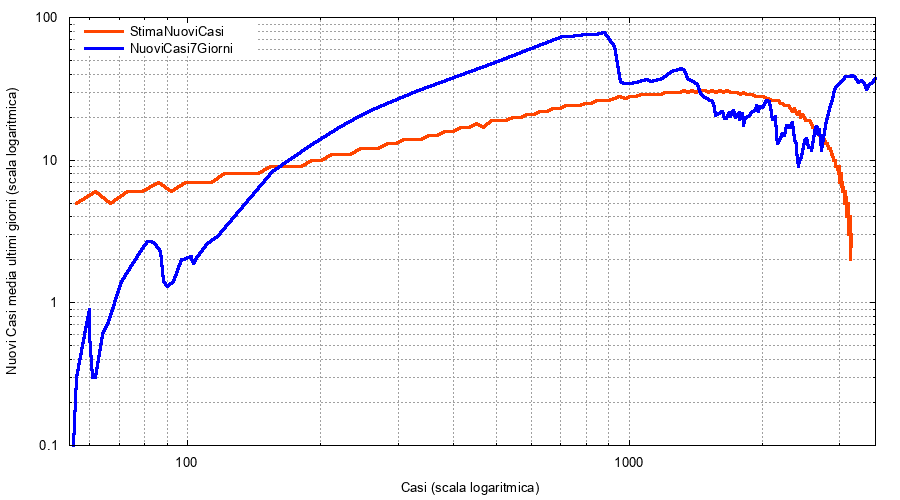 100
10
1
0.1
100
1000
StimaNuoviCasi
NuoviCasi7Giorni
Nuovi Casi media ultimi giorni (scala logaritmica)
Casi (scala logaritmica)